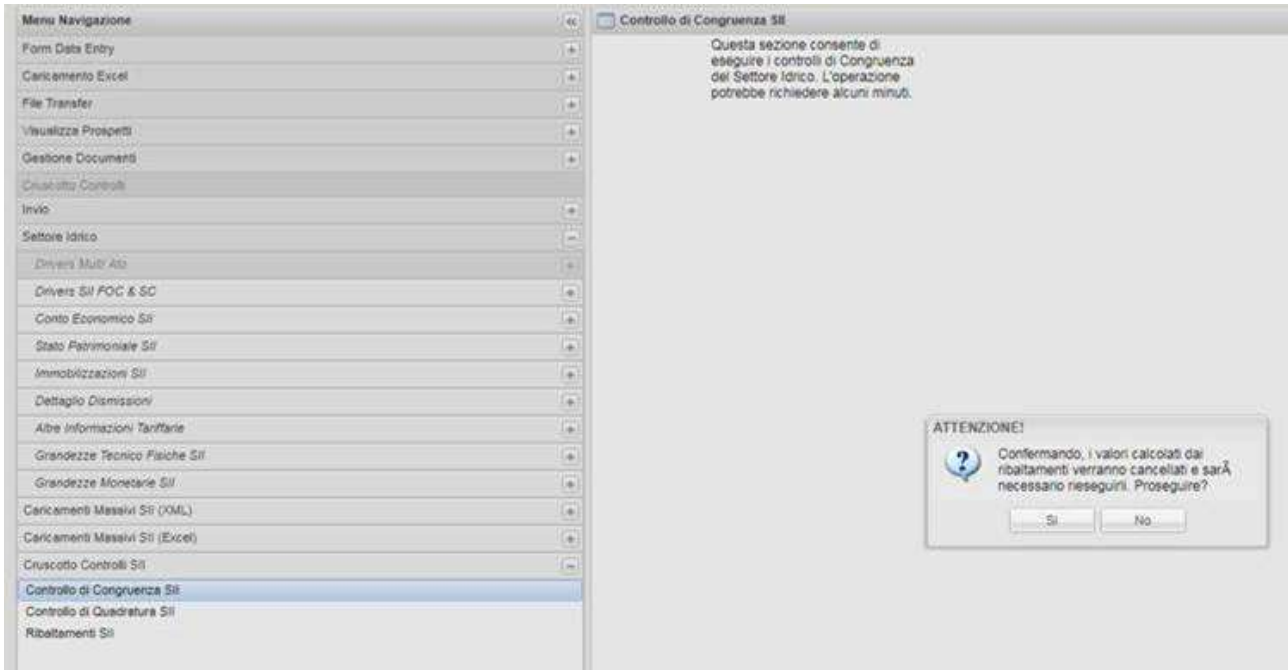 Menu Navigazione
Form Data Entry
Caricamento Excel
File Transfer
Visualizza Prospetti
Gestione Documenti
Cruscotto Controlli
Invio
Settore Idrico
Drivers Multi Ato
Drivers SII FOC & SC
Conto Economico SII
Stato Patrimoniale SII
Immobilizzazioni SII
Dettaglio Dismissioni
Altre Informazioni Tariffarie
Grandezze Tecnico Fisiche SII
Grandezze Monetarie SII
Caricamenti Massivi SII (XML)
Caricamenti Massivi SII (Excel)
Cruscotto Controlli SII
Controllo di Congruenza SII
Controllo di Quadratura SII
Ribaltamenti SII
Controllo di Congruenza SII
Questa sezione consente di
eseguire i controlli di Congruenza
del Settore Idrico. L'operazione
potrebbe richiedere alcuni minuti.
ATTENZIONE!
Confermando, i valori calcolati dai
ribaltamenti verranno cancellati e sarÃ
necessario rieseguirli. Proseguire?
Si
No